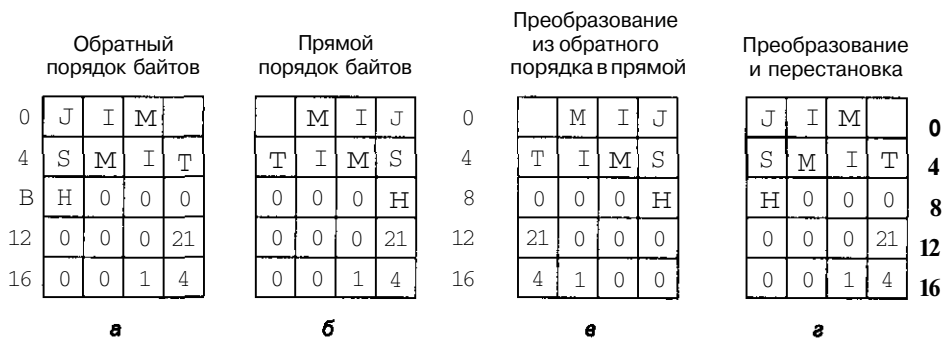 Обратный порядок байтов
Прямой порядок байтов
Преобразование из обратного порядка в прямой
Преобразование и перестановка
0 J I M   M I J 0   M I J J I M 0
4 S M I T T I M S 4 T I M S S M I T 4
B H 0 0 0 0 0 0 H 8 0 0 0 H H 0 0 0 8
12 0 0 0 21 0 0 0 21 12 21 0 0 0 0 0 0 21 12
16 0 0 1 4 0 0 1 4 16 4 1 0 0 0 0 1 4 16
а б в г